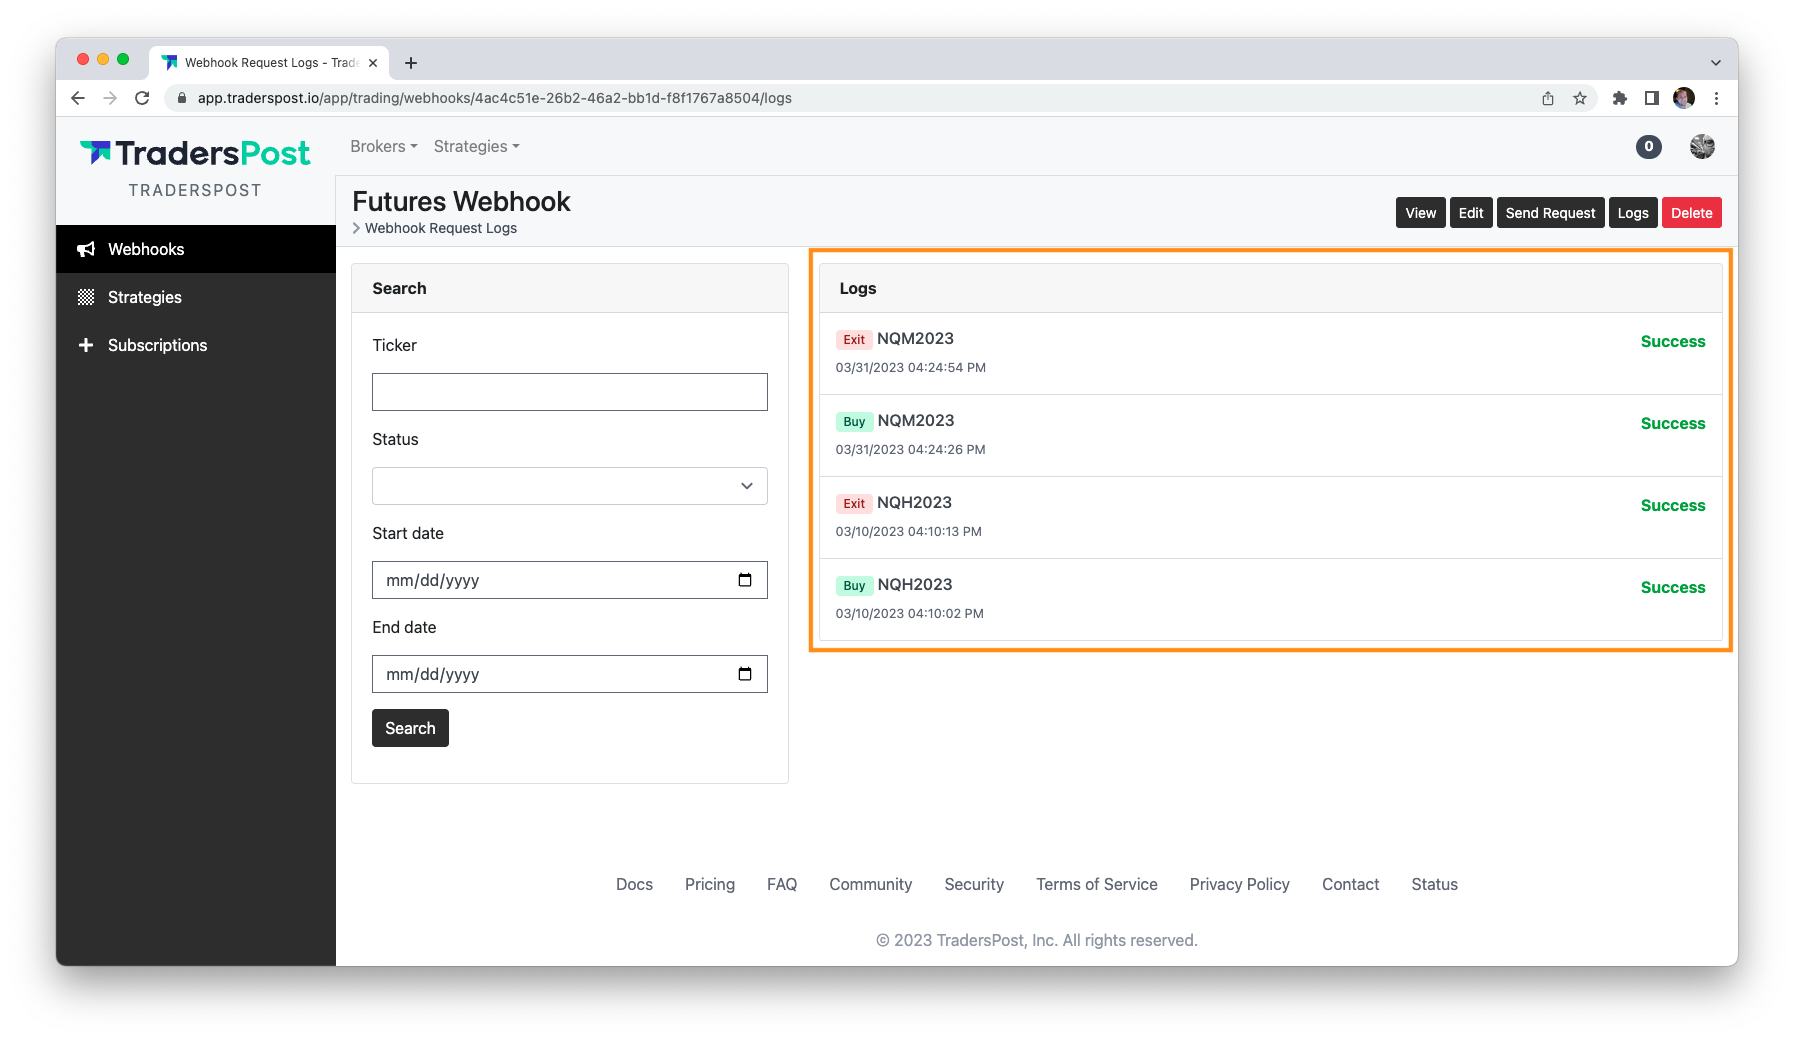 Webhook Request Logs - Trade
app.traderspost.io/app/trading/webhooks/4ac4c51e-26b2-46a2-bb1d-f8f1767a8504/logs
TradersPost
TRADERSPOST
Brokers
Strategies
0
Futures Webhook
Webhook Request Logs
View
Edit
Send Request
Logs
Delete
Webhooks
Strategies
Subscriptions
Search
Ticker
Status
Start date
mm/dd/yyyy
End date
mm/dd/yyyy
Search
Logs
Exit NQM2023
Success
03/31/2023 04:24:54 PM
Buy NQM2023
Success
03/31/2023 04:24:26 PM
Exit NQH2023
Success
03/10/2023 04:10:13 PM
Buy NQH2023
Success
03/10/2023 04:10:02 PM
Docs
Pricing
FAQ
Community
Security
Terms of Service
Privacy Policy
Contact
Status
© 2023 TradersPost, Inc. All rights reserved.